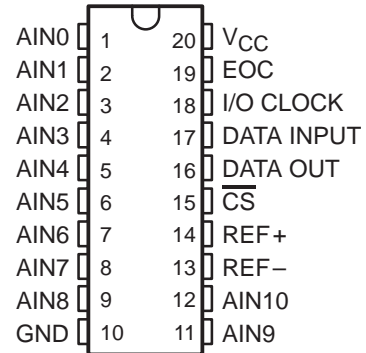 AIN0 1 20 VCC
AIN1 2 19 EOC
AIN2 3 18 I/O CLOCK
AIN3 4 17 DATA INPUT
AIN4 5 16 DATA OUT
AIN5 6 15 C̅S̅
AIN6 7 14 REF+
AIN7 8 13 REF–
AIN8 9 12 AIN10
GND 10 11 AIN9